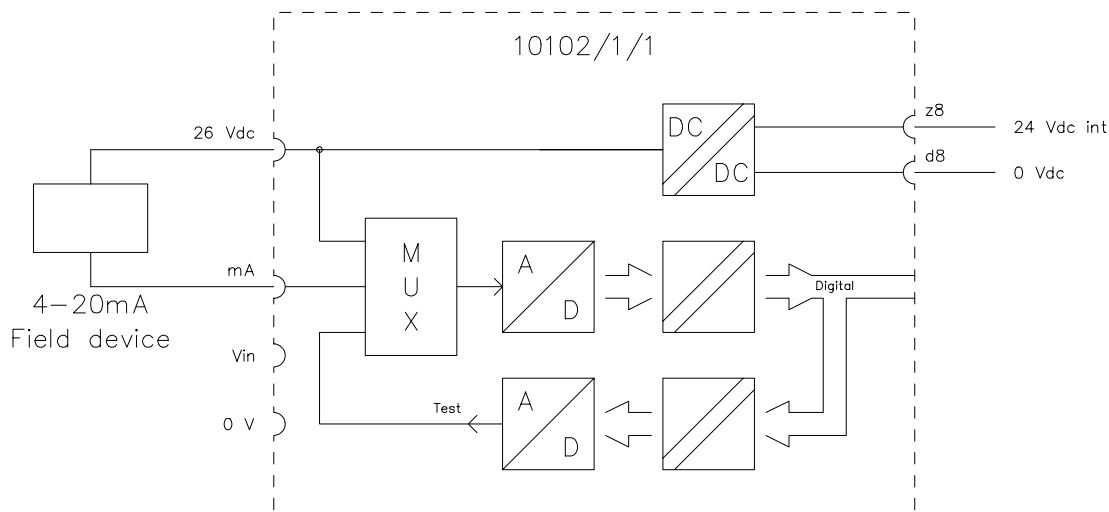 10102/1/1
z8
26 Vdc
DC
24 Vdc int
d8
DC
0 Vdc
M
U
X
A
D
mA
Digital
4-20mA
Field device
Vin
A
D
Test
0 V